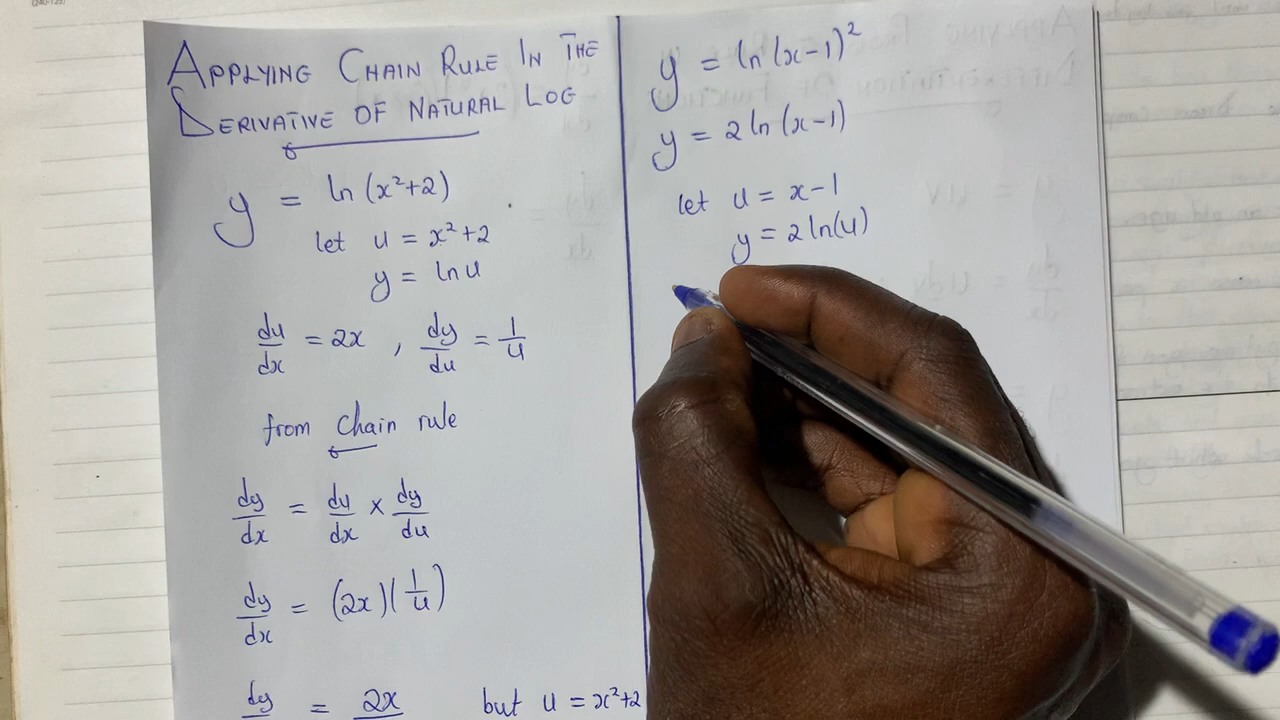 APPLYING CHAIN RULE IN THE
DERIVATIVE OF NATURAL LOG
y = ln (x²+2)
let u = x²+2
y = ln u
du/dx = 2x , dy/du = 1/u
from chain rule
dy/dx = du/dx × dy/du
dy/dx = (2x)(1/u)
dy = 2x but u = x²+2
y = ln (x-1)²
y = 2 ln (x-1)
let u = x-1
y = 2 ln(u)